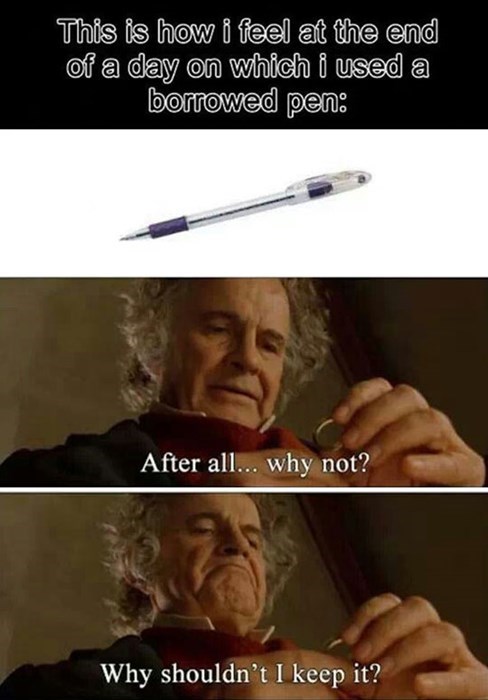 This is how i feel at the end
of a day on which i used a
borrowed pen:
After all... why not?
Why shouldn't I keep it?